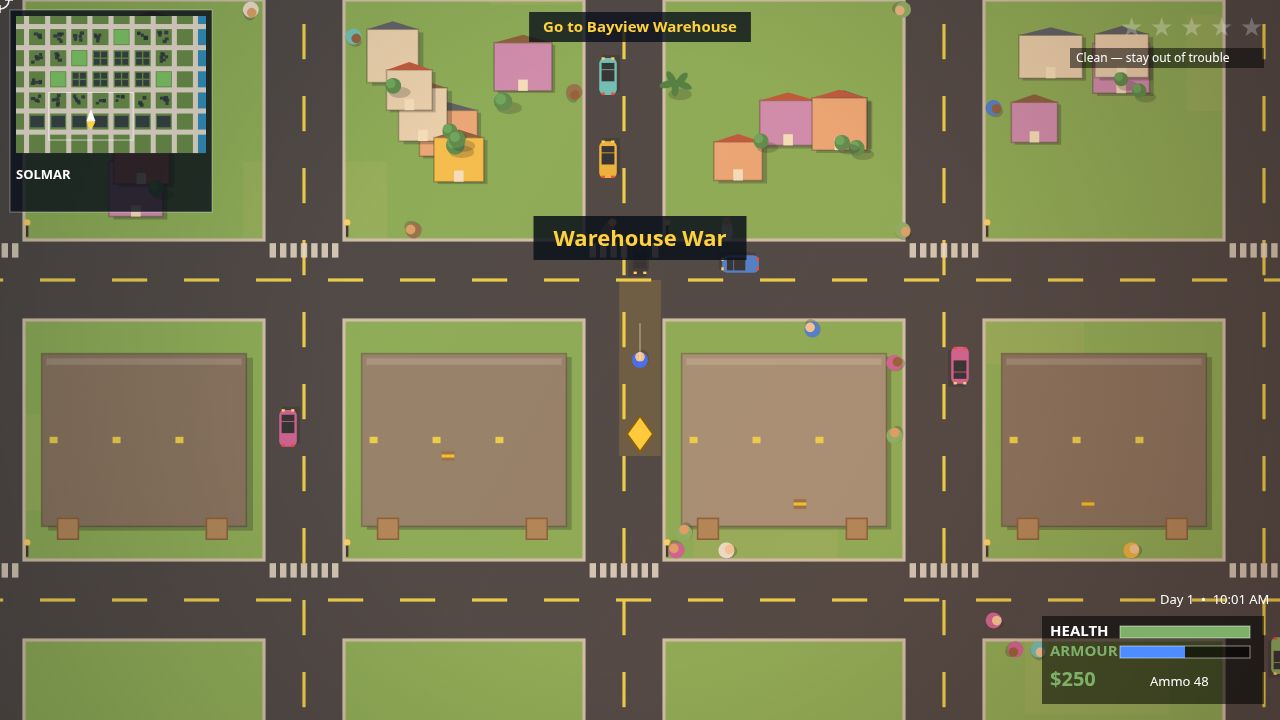 Go to Bayview Warehouse
Clean — stay out of trouble
SOLMAR
Warehouse War
Day 1 • 10:01 AM
HEALTH
ARMOUR
$250
Ammo 48